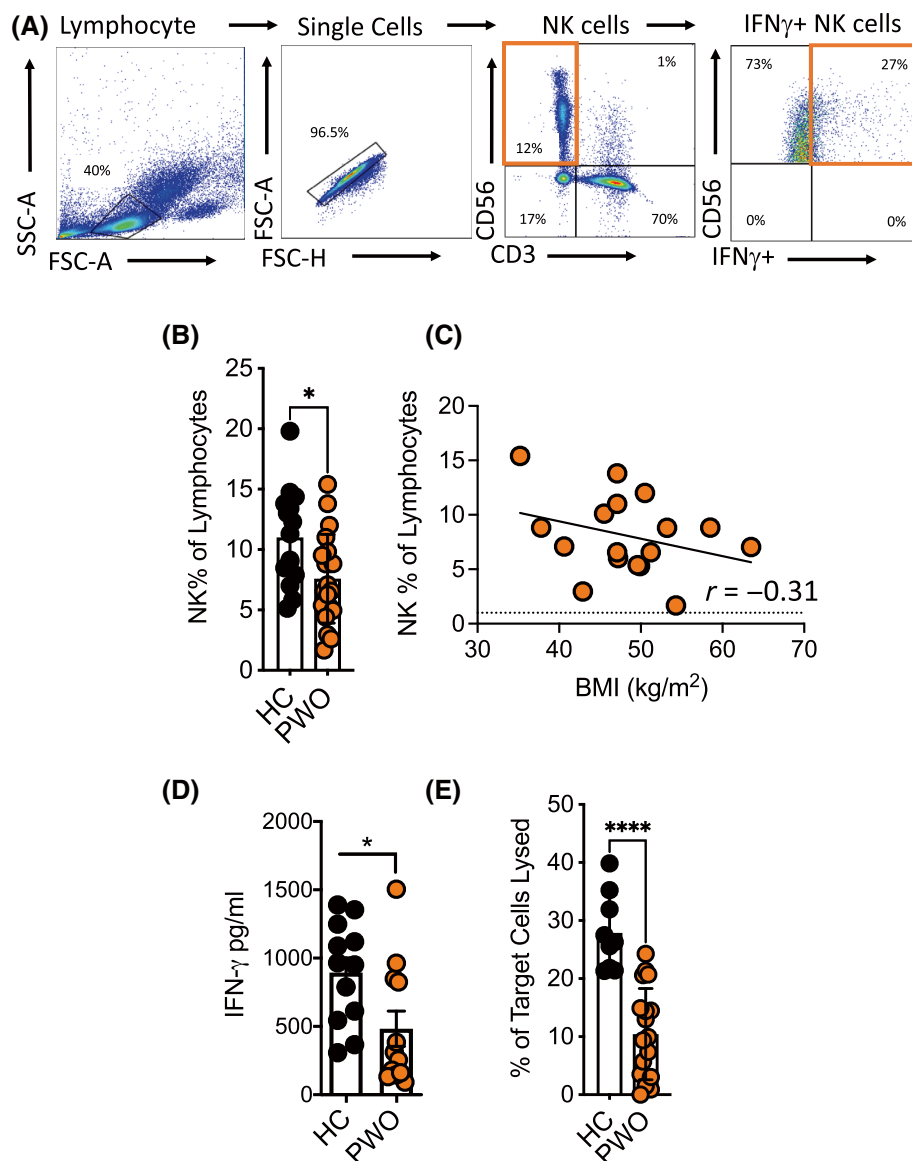 (A) Lymphocyte Single Cells NK cells IFNγ+ NK cells
SSC-A
40%
FSC-A
FSC-A
96.5%
FSC-H
CD56
1%
12%
17%
70%
CD3
CD56
73%
27%
0%
0%
IFNγ+
(B)
NK% of Lymphocytes
25
20
15
10
5
0
*
HC
PWO
(C)
NK % of Lymphocytes
20
15
10
5
0
r = −0.31
30 40 50 60 70
BMI (kg/m²)
(D)
IFN-γ pg/ml
2000
1500
1000
500
0
*
HC
PWO
(E)
% of Target Cells Lysed
50
40
30
20
10
0
****
HC
PWO